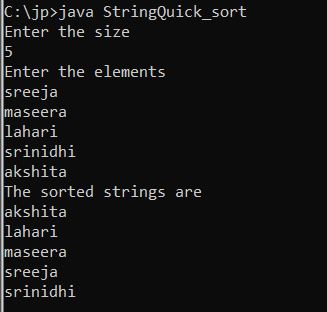 C:\jp>java StringQuick_sort
Enter the size
5
Enter the elements
sreeja
maseera
lahari
srinidhi
akshita
The sorted strings are
akshita
lahari
maseera
sreeja
srinidhi